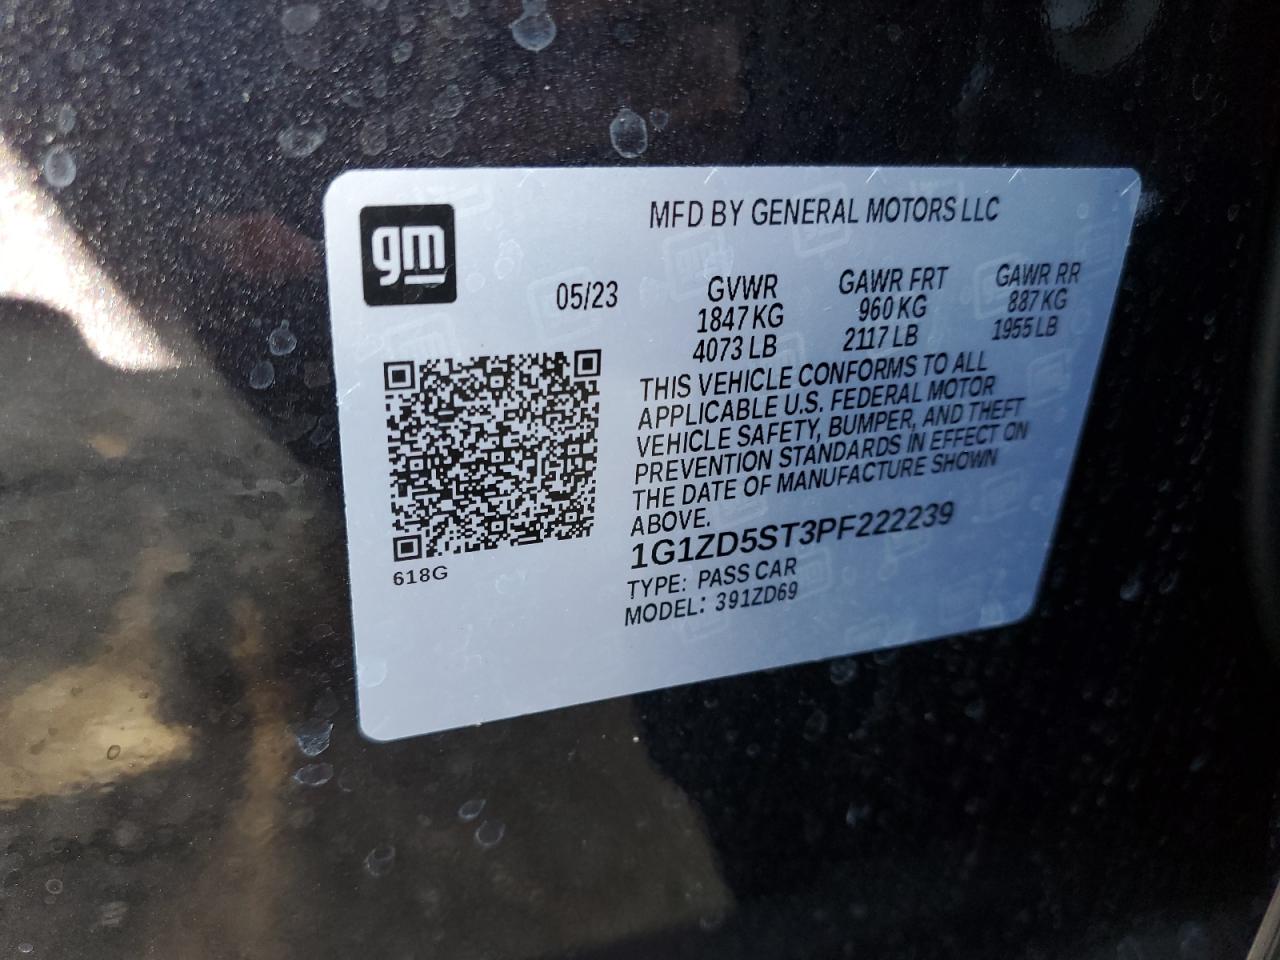 gm
MFD BY GENERAL MOTORS LLC
05/23 GVWR GAWR FRT GAWR RR
1847 KG 960 KG 887 KG
4073 LB 2117 LB 1955 LB
THIS VEHICLE CONFORMS TO ALL
APPLICABLE U.S. FEDERAL MOTOR
VEHICLE SAFETY, BUMPER, AND THEFT
PREVENTION STANDARDS IN EFFECT ON
THE DATE OF MANUFACTURE SHOWN
ABOVE.
1G1ZD5ST3PF222239
618G
TYPE: PASS CAR
MODEL: 391ZD69